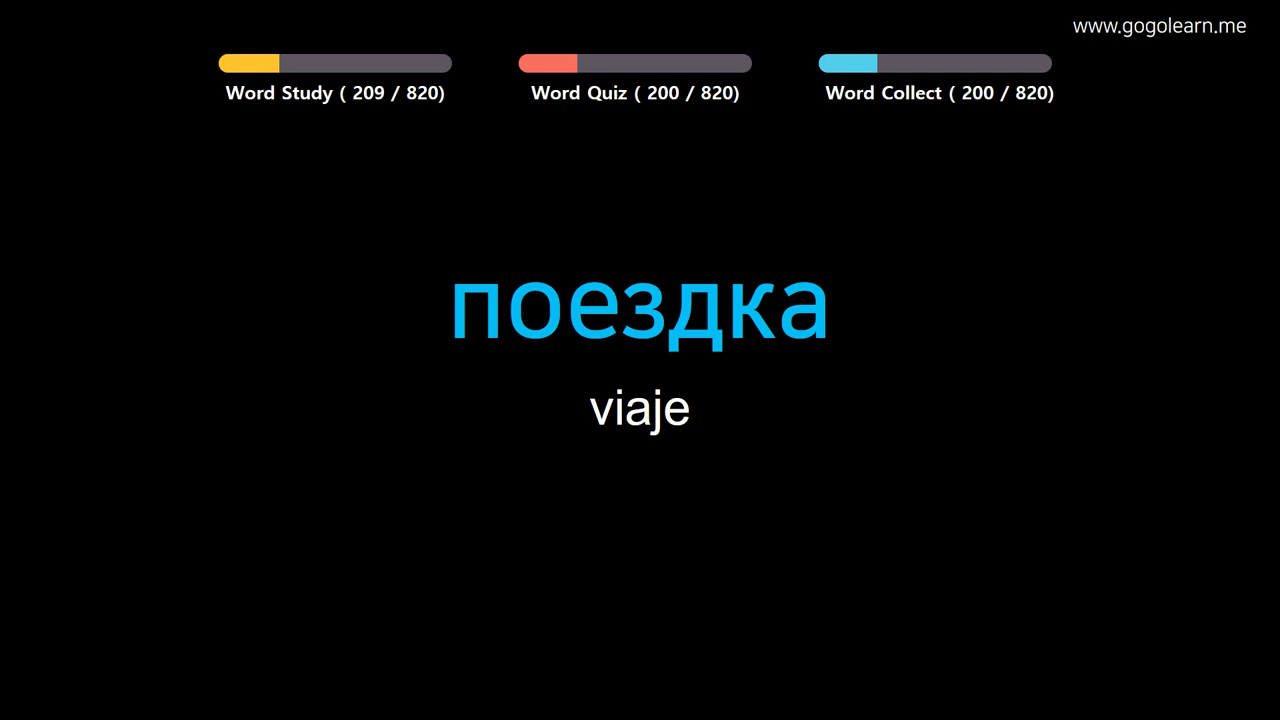 www.gogolearn.me
Word Study ( 209 / 820)
Word Quiz ( 200 / 820)
Word Collect ( 200 / 820)
поездка
viaje